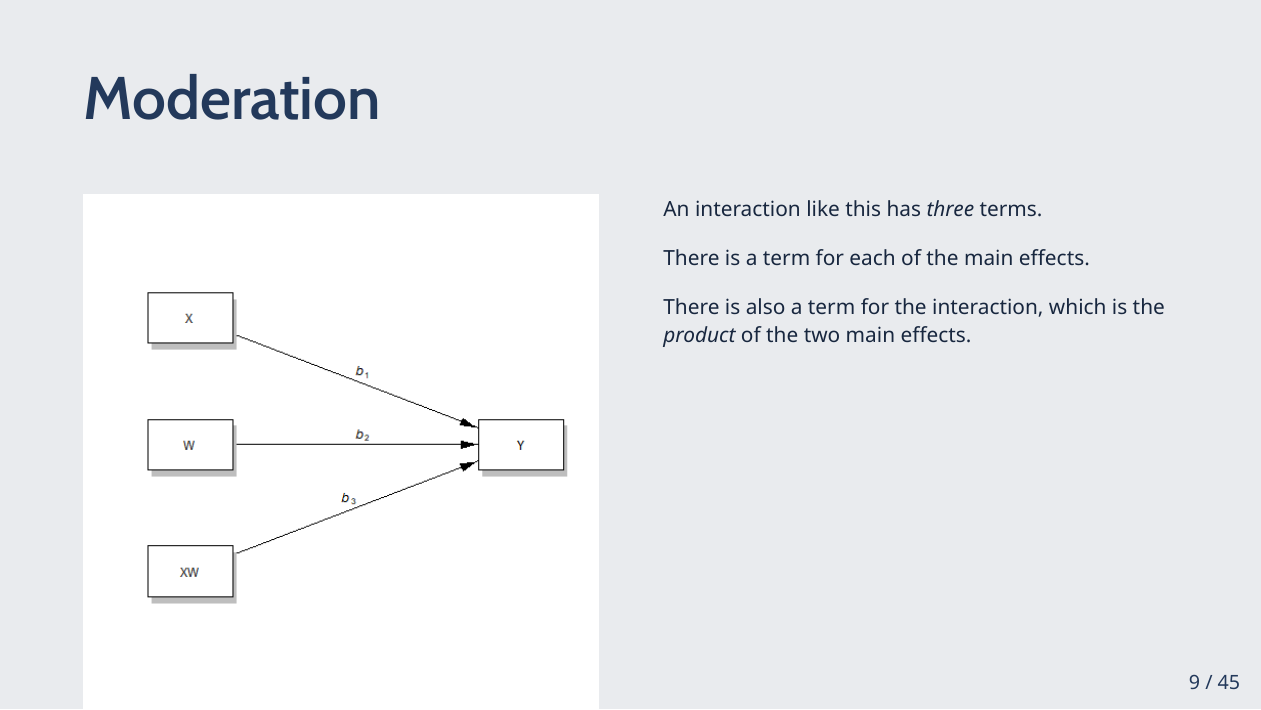 Moderation
X
b1
W
b2
Y
b3
XW
An interaction like this has three terms.
There is a term for each of the main effects.
There is also a term for the interaction, which is the
product of the two main effects.
9 / 45